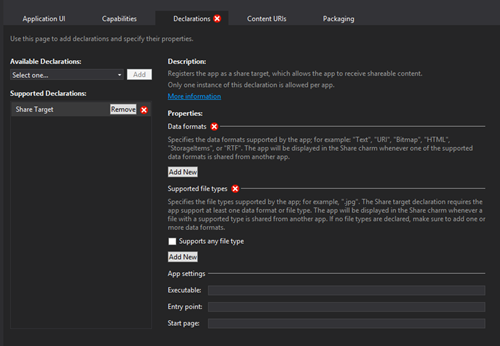 Application UI
Capabilities
Declarations
Content URIs
Packaging
Use this page to add declarations and specify their properties.
Available Declarations:
Select one...
Add
Supported Declarations:
Share Target
Remove
Description:
Registers the app as a share target, which allows the app to receive shareable content.
Only one instance of this declaration is allowed per app.
More information
Properties:
Data formats
Specifies the data formats supported by the app; for example: "Text", "URI", "Bitmap", "HTML",
"StorageItems", or "RTF". The app will be displayed in the Share charm whenever one of the supported
data formats is shared from another app.
Add New
Supported file types
Specifies the file types supported by the app; for example, ".jpg". The Share target declaration requires the
app support at least one data format or file type. The app will be displayed in the Share charm whenever a
file with a supported type is shared from another app. If no file types are declared, make sure to add one or
more data formats.
Supports any file type
Add New
App settings
Executable:
Entry point:
Start page: